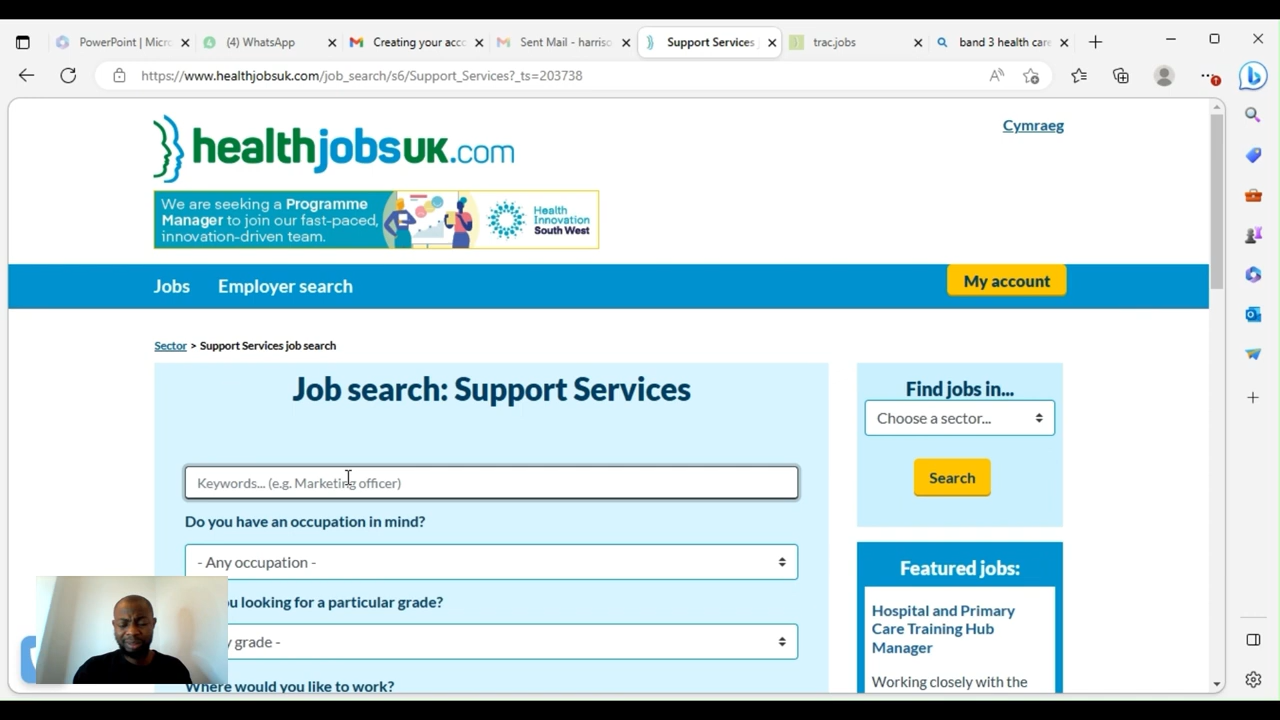 PowerPoint | Micr
(4) WhatsApp
Creating your acc
Sent Mail - harriso
Support Services
trac.jobs
band 3 health care
https://www.healthjobsuk.com/job_search/s6/Support_Services?_ts=203738
Cymraeg
healthjobsUK.com
We are seeking a Programme
Manager to join our fast-paced,
innovation-driven team.
Health
Innovation
South West
Jobs
Employer search
My account
Sector > Support Services job search
Job search: Support Services
Keywords... (e.g. Marketing officer)
Do you have an occupation in mind?
- Any occupation -
u looking for a particular grade?
y grade -
Where would you like to work?
Find jobs in...
Choose a sector...
Search
Featured jobs:
Hospital and Primary
Care Training Hub
Manager
Working closely with the